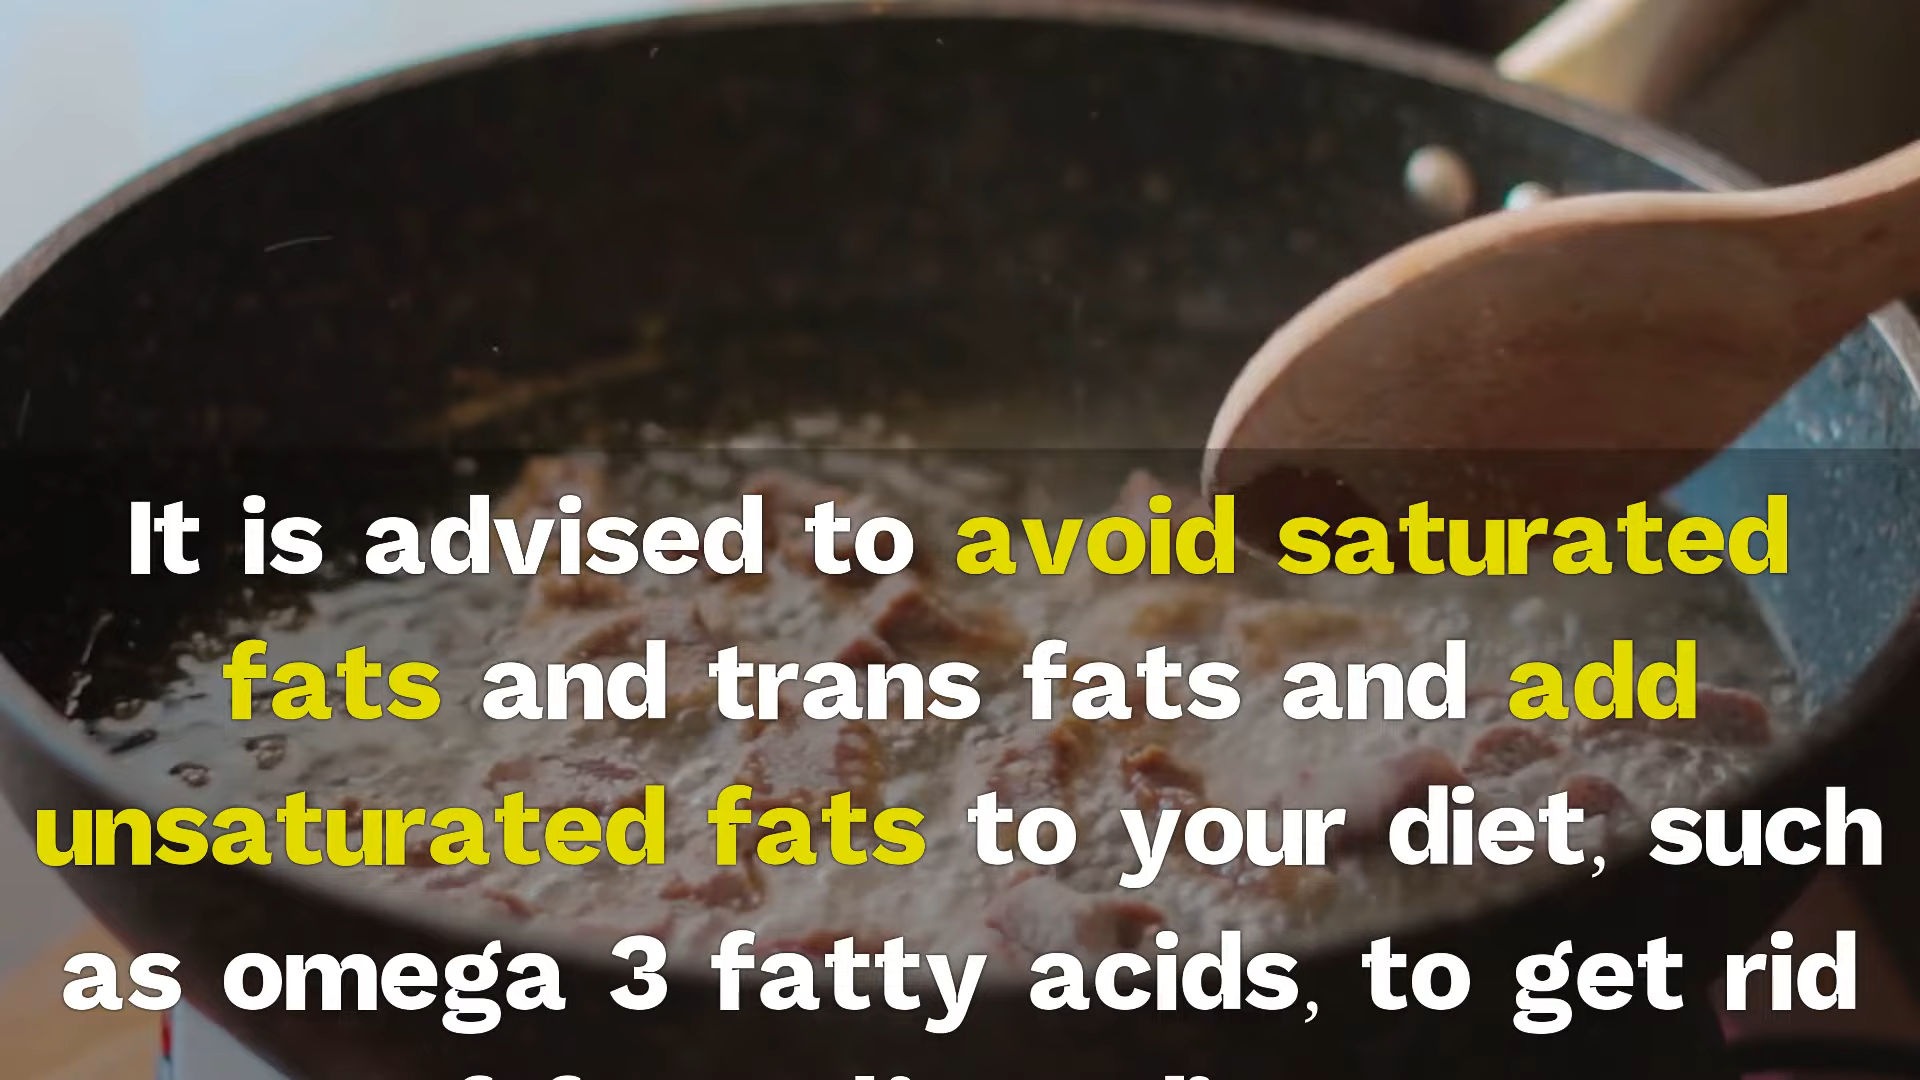 It is advised to avoid saturated
fats and trans fats and add
unsaturated fats to your diet, such
as omega 3 fatty acids, to get rid